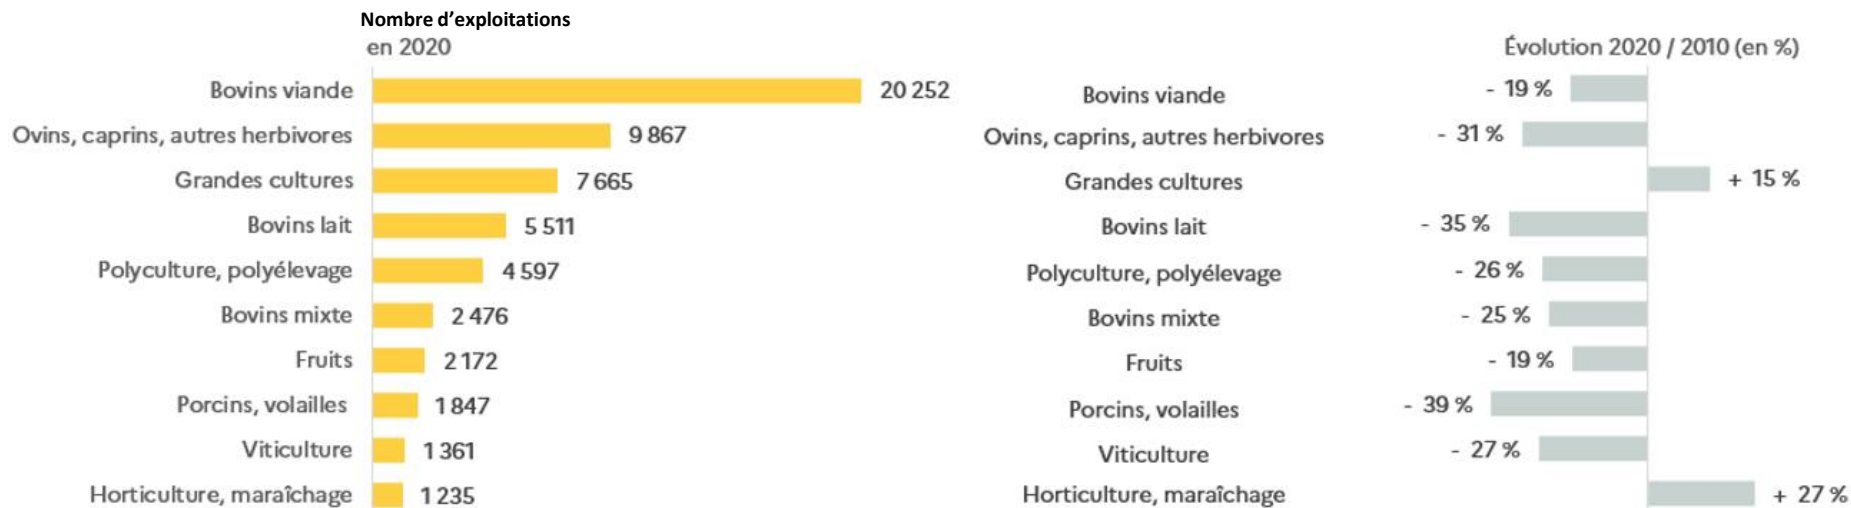 Nombre d’exploitations
en 2020
Bovins viande 20 252
Ovins, caprins, autres herbivores 9 867
Grandes cultures 7 665
Bovins lait 5 511
Polyculture, polyélevage 4 597
Bovins mixte 2 476
Fruits 2 172
Porcins, volailles 1 847
Viticulture 1 361
Horticulture, maraîchage 1 235
Évolution 2020 / 2010 (en %)
Bovins viande - 19 %
Ovins, caprins, autres herbivores - 31 %
Grandes cultures + 15 %
Bovins lait - 35 %
Polyculture, polyélevage - 26 %
Bovins mixte - 25 %
Fruits - 19 %
Porcins, volailles - 39 %
Viticulture - 27 %
Horticulture, maraîchage + 27 %